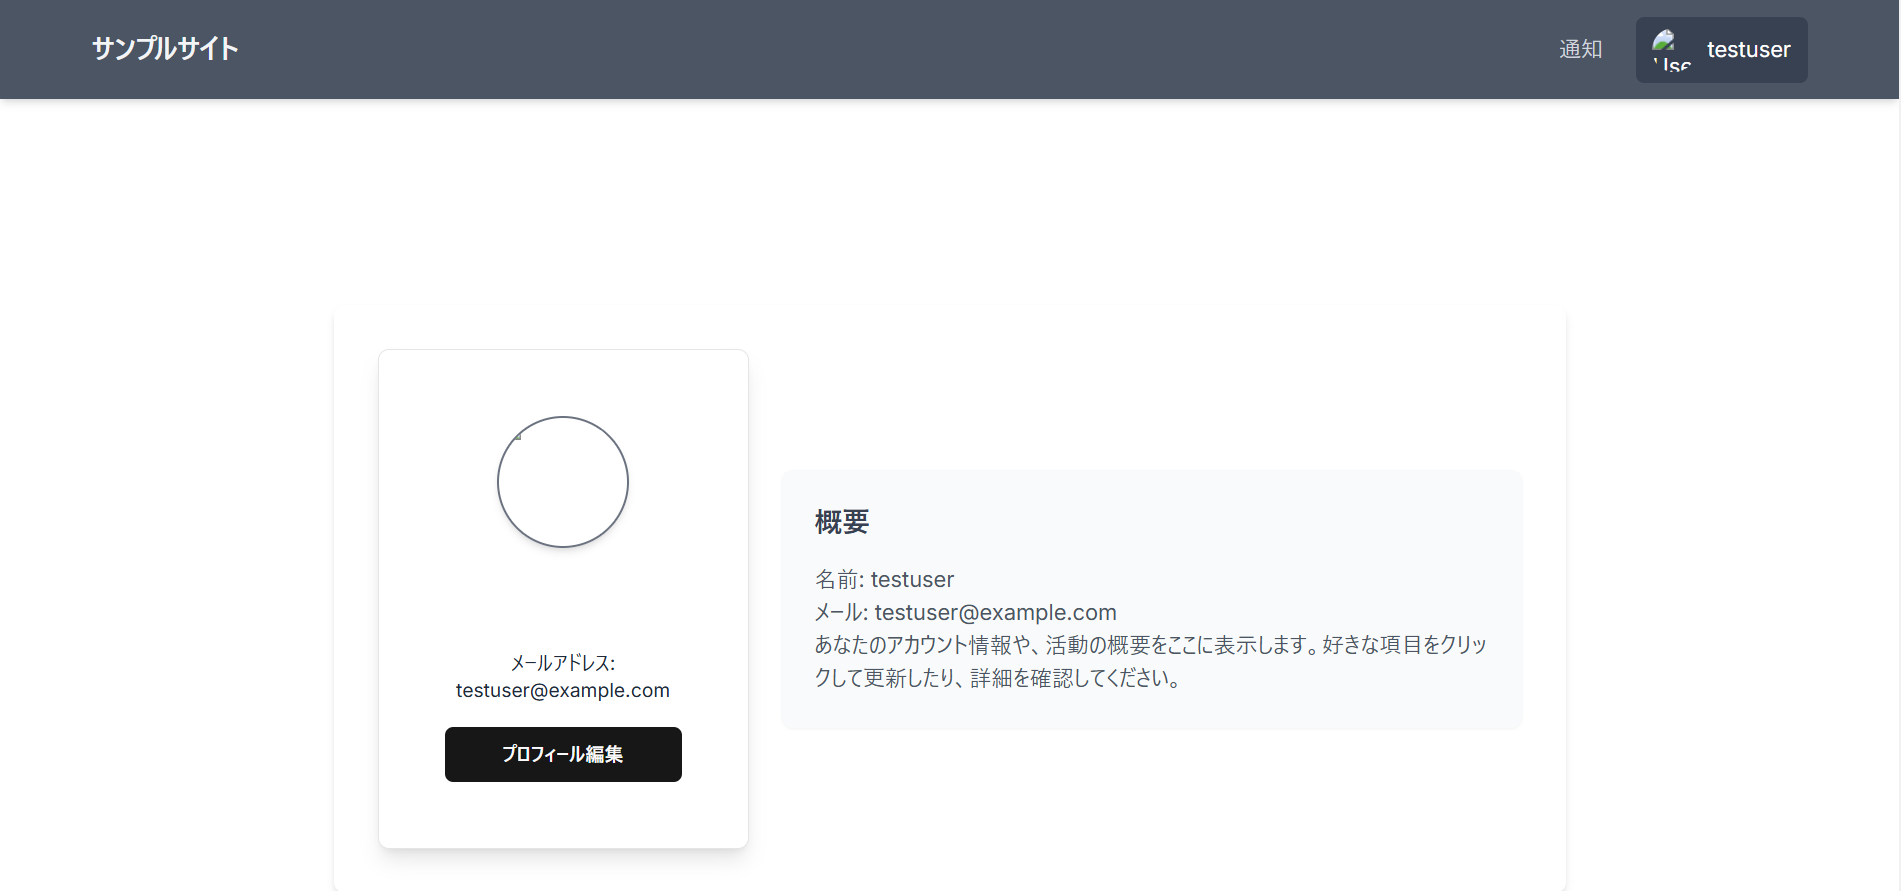 サンプルサイト
通知
testuser
概要
名前: testuser
メール: testuser@example.com
あなたのアカウント情報や、活動の概要をここに表示します。好きな項目をクリッ
クして更新したり、詳細を確認してください。
メールアドレス:
testuser@example.com
プロフィール編集